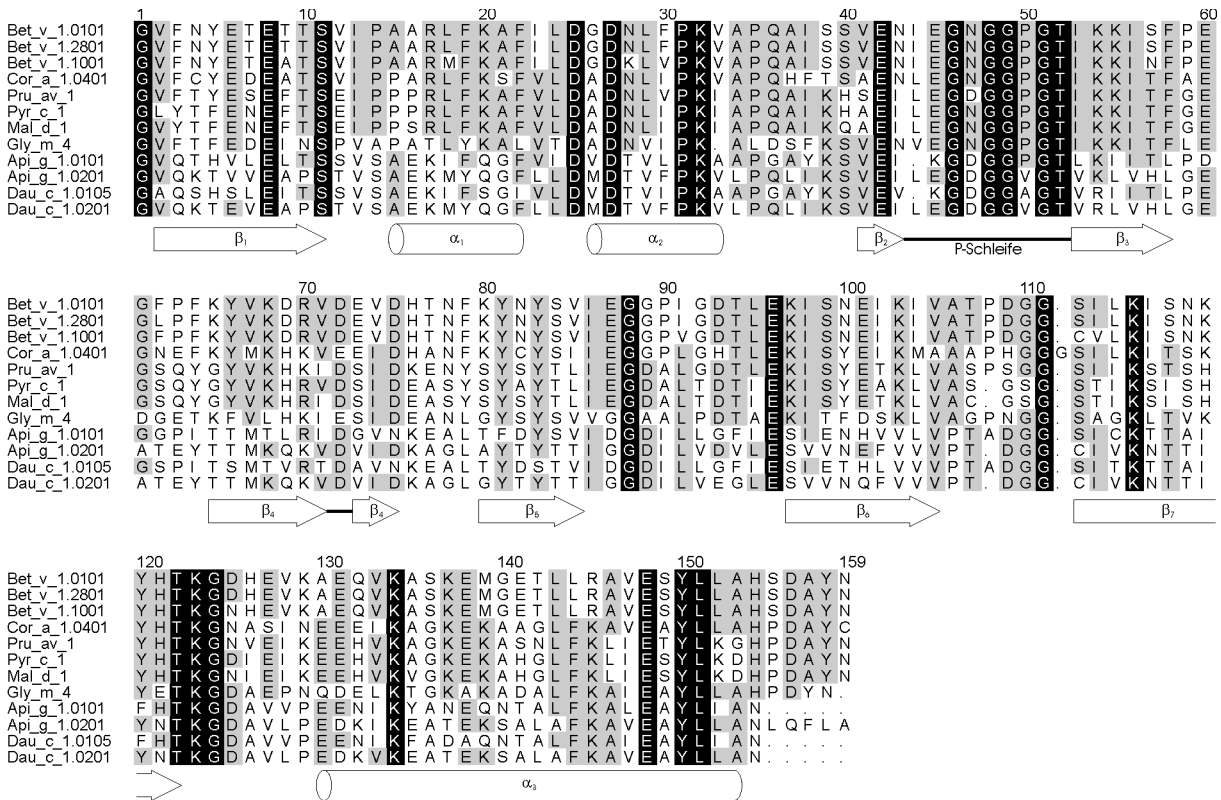 1 10 20 30 40 50 60
Bet_v_1.0101 GVFNYETETTSVIPAARLFKAFILDGDNLFPKVAPQAISSVENIEGNGGPGTIKKISFPE
Bet_v_1.2801 GVFNYETETTSVIPAARLFKAFILDGDNLFPKVAPQAISSVENIEGNGGPGTIKKISFPE
Bet_v_1.1001 GVFNYETEATSVIPAARMFKAFILDGDKLVPKVAPQAISSVENIEGNGGPGTIKKINFPE
Cor_a_1.0401 GVFCYEDEATSVIPPARLFKSFVLDADNLIPKVAPQHFTSAENLEGNGGPGTIKKITFAE
Pru_av_1 GVFTYESEFTSEIPPPRLFKAFVLDADNLVPKIAPQAIKHSEILEGDGGPGTIKKITFGE
Pyr_c_1 GLYTFENEFTSEIPPPRLFKAFVLDADNLIPKIAPQAIKHAEILEGNGGPGTIKKITFGE
Mal_d_1 GVYTFENEFTSEIPPSRLFKAFVLDADNLIPKIAPQAIKQAEILEGNGGPGTIKKITFGE
Gly_m_4 GVFTFEDEINSPVAPATLYKALVTDADNVIPK.ALDSFKSVENVEGNGGPGTIKKITFLE
Api_g_1.0101 GVQTHVLELTSSVSAEKIFQGFVIDVDTVLPKAAPGAYKSVEI.KGDGGPGTLKIITLPD
Api_g_1.0201 GVQKTVVEAPSTVSAEKMYQGFLLDMDTVFPKVLPQLIKSVEILEGDGGVGTVKLVHLGE
Dau_c_1.0105 GAQSHSLEITSSVSAEKIFSGIVLDVDTVIPKAAPGAYKSVEV.KGDGGAGTVRIITLPE
Dau_c_1.0201 GVQKTEVEAPSTVSAEKMYQGFLLDMDTVFPKVLPQLIKSVEILEGDGGVGTVRLVHLGE
β₁ α₁ α₂ β₂ P-Schleife β₃
70 80 90 100 110
Bet_v_1.0101 GFPFKYVKDRVDEVDHTNFKYNYSVIEGGPIGDTLEKISNEIKIVATPDGG.SILKISNK
Bet_v_1.2801 GLPFKYVKDRVDEVDHTNFKYNYSVIEGGPIGDTLEKISNEIKIVATPDGG.SILKISNK
Bet_v_1.1001 GFPFKYVKDRVDEVDHTNFKYNYSVIEGGPVGDTLEKISNEIKIVATPDGG.CVLKISNK
Cor_a_1.0401 GNEFKYMKHKVEEIDHANFKYCYSIIEGGPLGHTLEKISYEIKMAAAPHGGGSILKITSK
Pru_av_1 GSQYGYVKHKIDSIDKENYSYSYTLIEGDALGDTLEKISYETKLVASPSGG.SIIKSTSH
Pyr_c_1 GSQYGYVKHRVDSIDEASYSYAYTLIEGDALTDTIEKISYEAKLVAS.GSG.STIKSISH
Mal_d_1 GSQYGYVKHRIDSIDEASYSYSYTLIEGDALTDTIEKISYETKLVAC.GSG.STIKSISH
Gly_m_4 DGETKFVLHKIESIDEANLGYSYSVVGGAALPDTAEKITFDSKLVAGPNGG.SAGKLTVK
Api_g_1.0101 GGPITTMTLRIDGVNKEALTFDYSVIDGDILLGFIESIENHVVLVPTADGG.SICKTTAI
Api_g_1.0201 ATEYTTMKQKVDVIDKAGLAYTYTTIGGDILVDVLESVVNEFVVVPT.DGG.CIVKNTTI
Dau_c_1.0105 GSPITSMTVRTDAVNKEALTYDSTVIDGDILLGFIESIETHLVVVPTADGG.SITKTTAI
Dau_c_1.0201 ATEYTTMKQKVDVIDKAGLGYTYTTIGGDILVEGLESVVNQFVVVPT.DGG.CIVKNTTI
β₄ β₄ β₅ β₆ β₇
120 130 140 150 159
Bet_v_1.0101 YHTKGDHEVKAEQVKASKEMGETLLRAVESYLLAHSDAYN
Bet_v_1.2801 YHTKGDHEVKAEQVKASKEMGETLLRAVESYLLAHSDAYN
Bet_v_1.1001 YHTKGNHEVKAEQVKASKEMGETLLRAVESYLLAHSDAYN
Cor_a_1.0401 YHTKGNASINEEEIKAGKEKAAGLFKAVEAYLLAHPDAYC
Pru_av_1 YHTKGNVEIKEEHVKAGKEKASNLFKLIETYLKGHPDAYN
Pyr_c_1 YHTKGDIEIKEEHVKAGKEKAHGLFKLIESYLKDHPDAYN
Mal_d_1 YHTKGNIEIKEEHVKVGKEKAHGLFKLIESYLKDHPDAYN
Gly_m_4 YETKGDAEPNQDELKTGKAKADALFKAIEAYLLAHPDYN.
Api_g_1.0101 FHTKGDAVVPEENIKYANEQNTALFKALEAYLIAN.....
Api_g_1.0201 YNTKGDAVLPEDKIKEATEKSALAFKAVEAYLLANLQFLA
Dau_c_1.0105 FHTKGDAVVPEENIKFADAQNTALFKAIEAYLIAN.....
Dau_c_1.0201 YNTKGDAVLPEDKVKEATEKSALAFKAVEAYLLAN.....
α₃